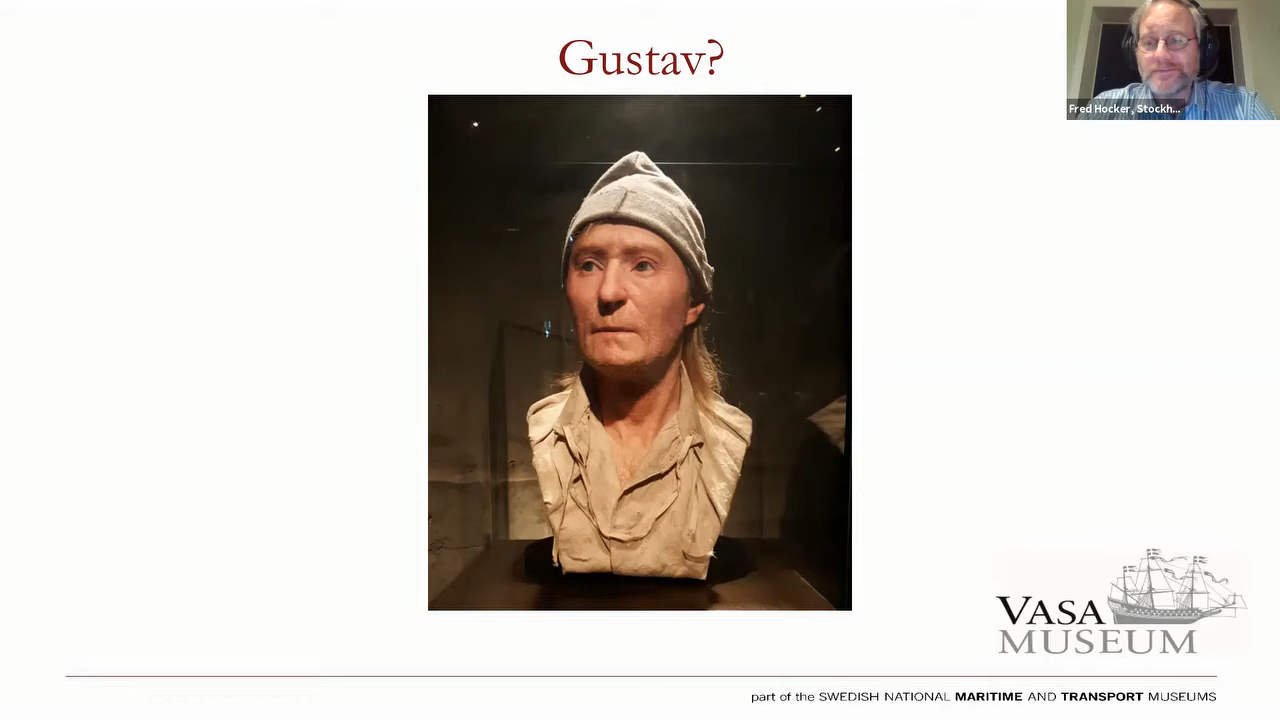 Gustav?
Fred Hocker, Stockh...
VASA
MUSEUM
part of the SWEDISH NATIONAL MARITIME AND TRANSPORT MUSEUMS